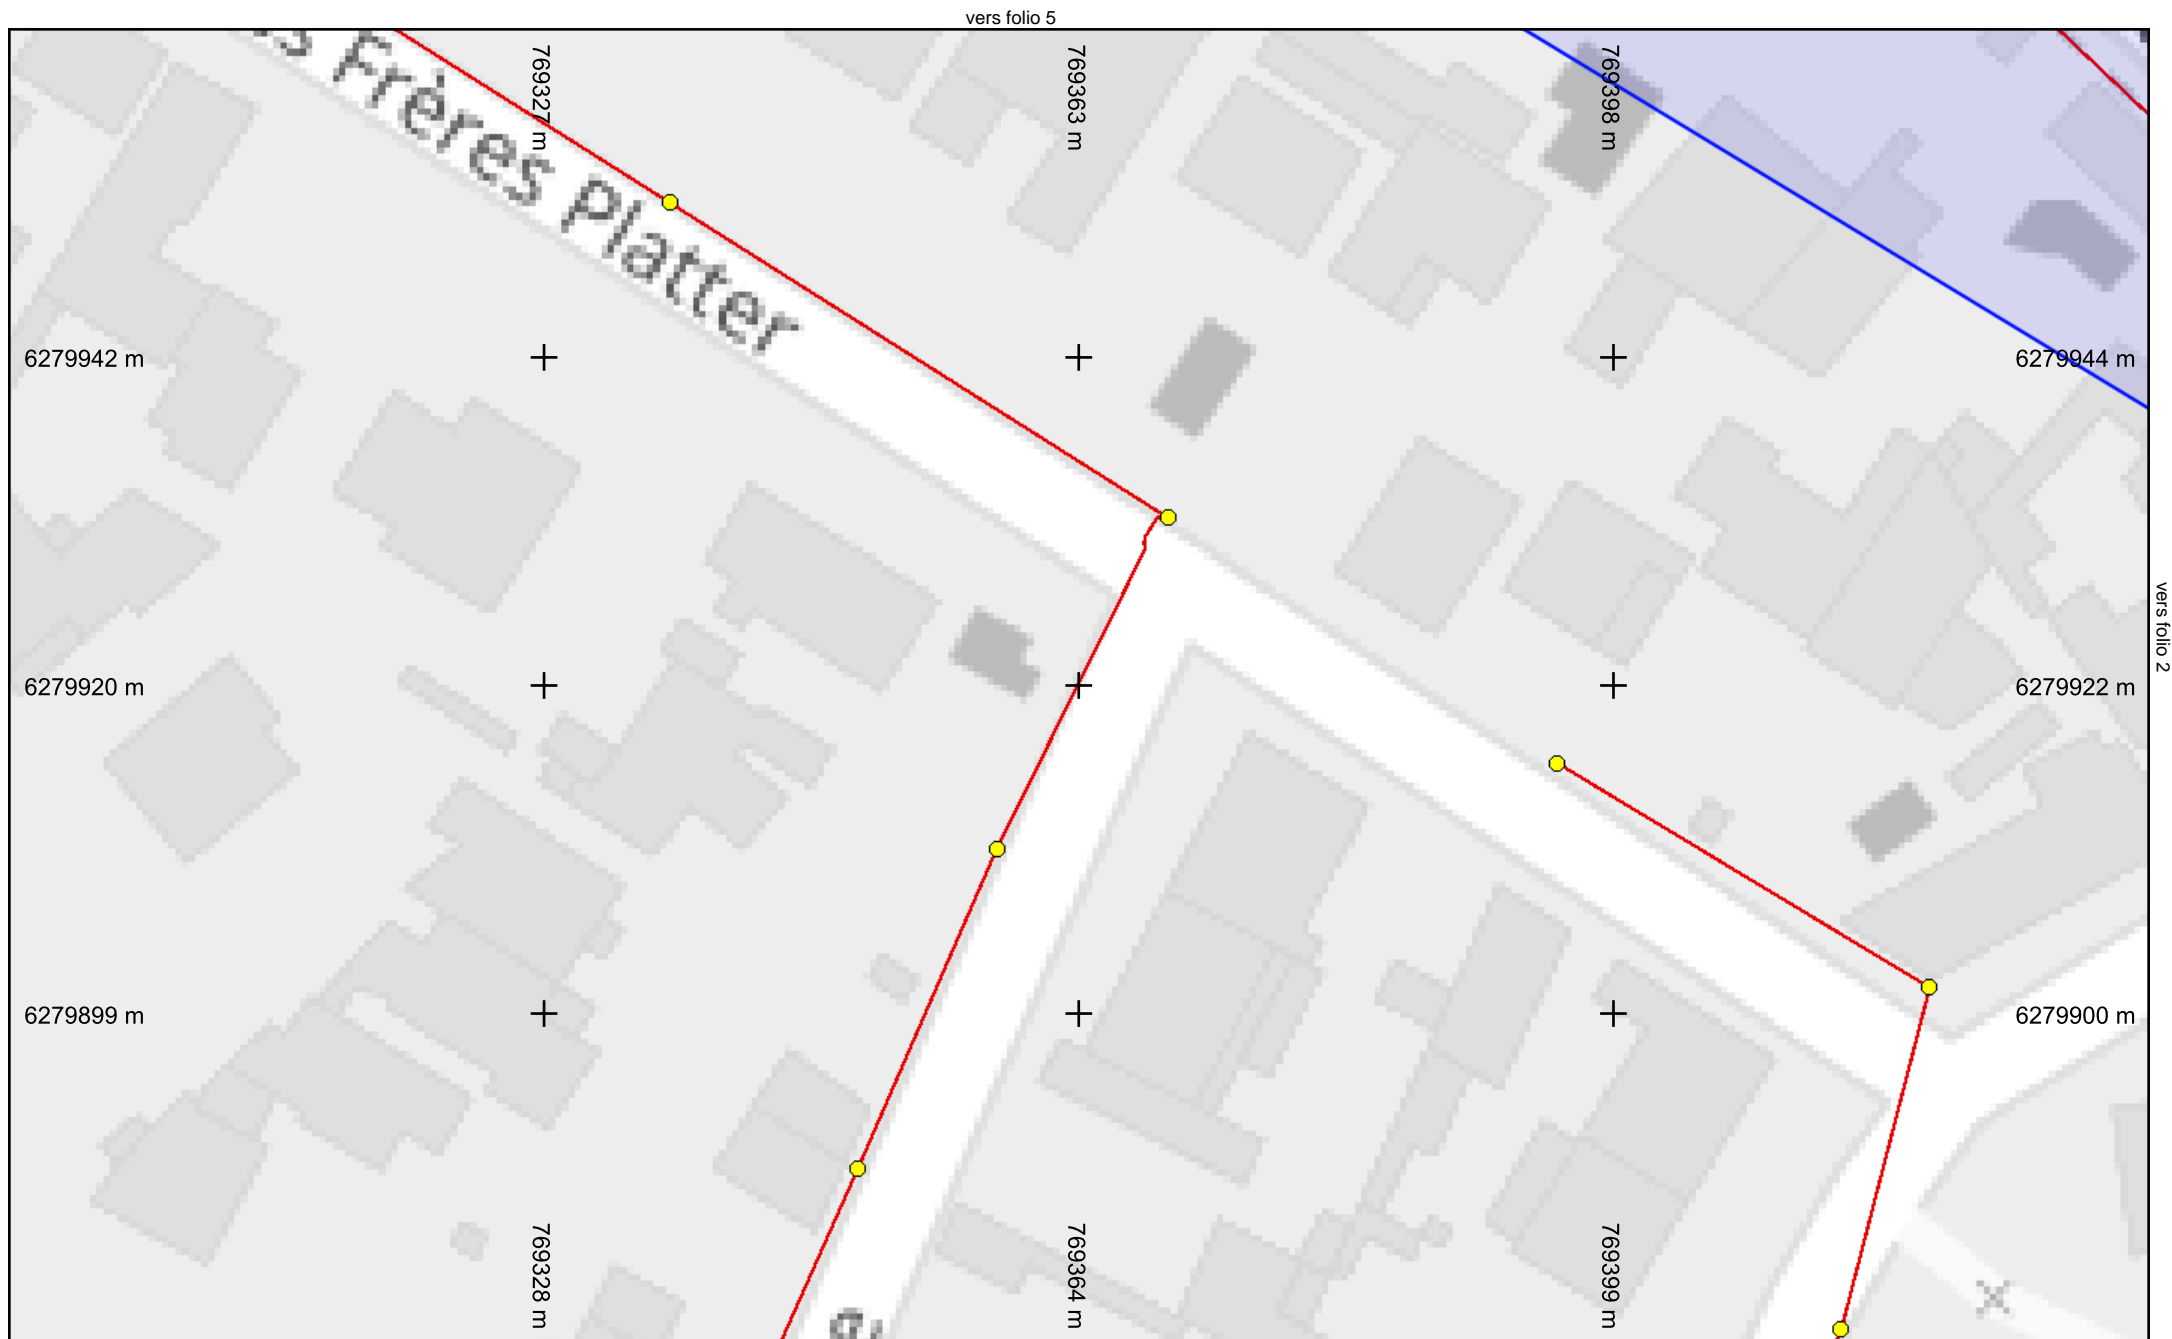 vers folio 5
Frères Platter
769327 m
769363 m
769398 m
6279942 m
6279944 m
vers folio 2
6279920 m
6279922 m
6279899 m
6279900 m
769328 m
769364 m
769399 m